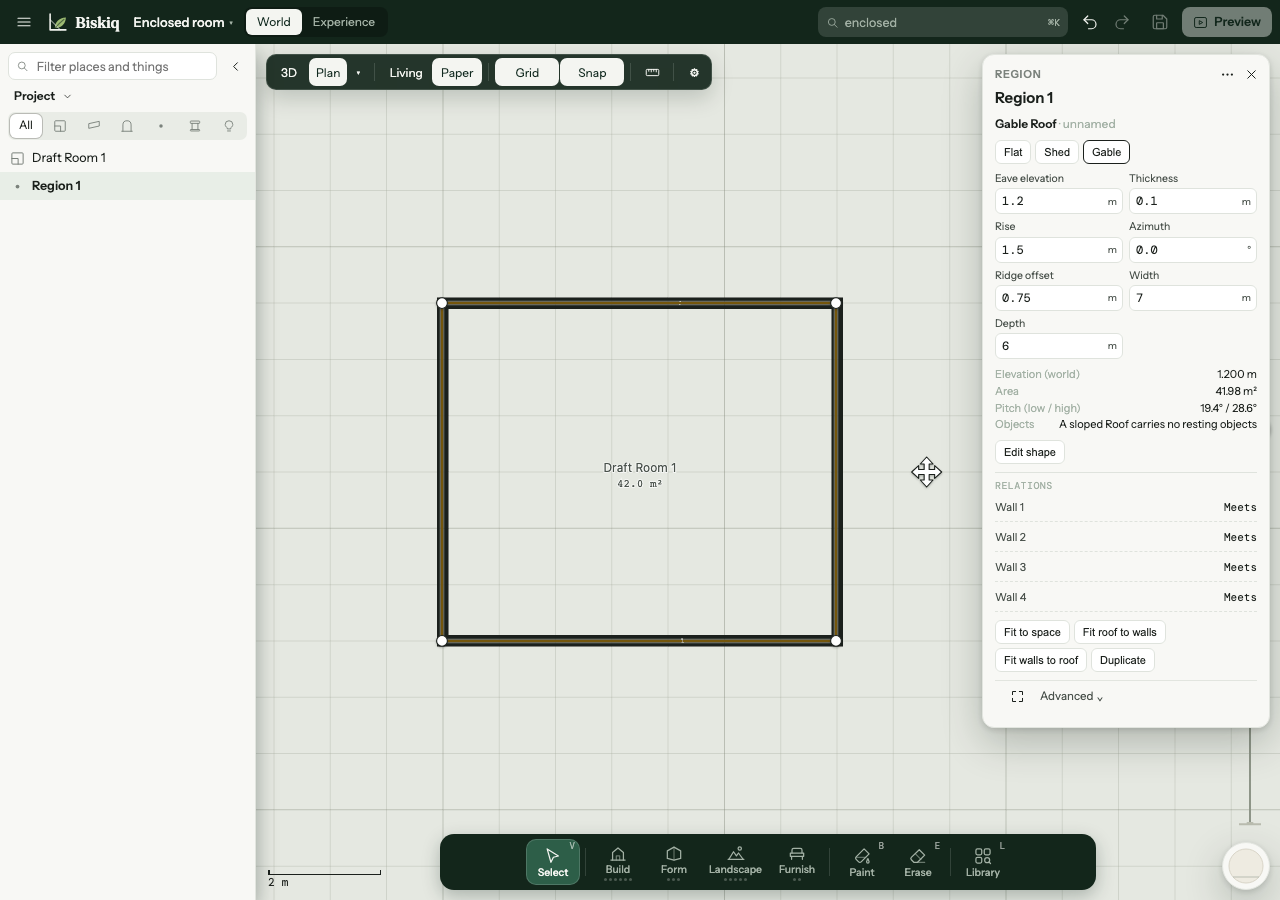 Biskiq
Enclosed room
World
Experience
enclosed
⌘K
Preview
Filter places and things
Project
All
Draft Room 1
Region 1
3D
Plan
Living
Paper
Grid
Snap
Draft Room 1
42.0 m²
2 m
REGION
Region 1
Gable Roof · unnamed
Flat
Shed
Gable
Eave elevation
Thickness
1.2 m
0.1 m
Rise
Azimuth
1.5 m
0.0 °
Ridge offset
Width
0.75 m
7 m
Depth
6 m
Elevation (world) 1.200 m
Area 41.98 m²
Pitch (low / high) 19.4° / 28.6°
Objects A sloped Roof carries no resting objects
Edit shape
RELATIONS
Wall 1 Meets
Wall 2 Meets
Wall 3 Meets
Wall 4 Meets
Fit to space
Fit roof to walls
Fit walls to roof
Duplicate
Advanced
Select V
Build
Form
Landscape
Furnish
Paint B
Erase E
Library L